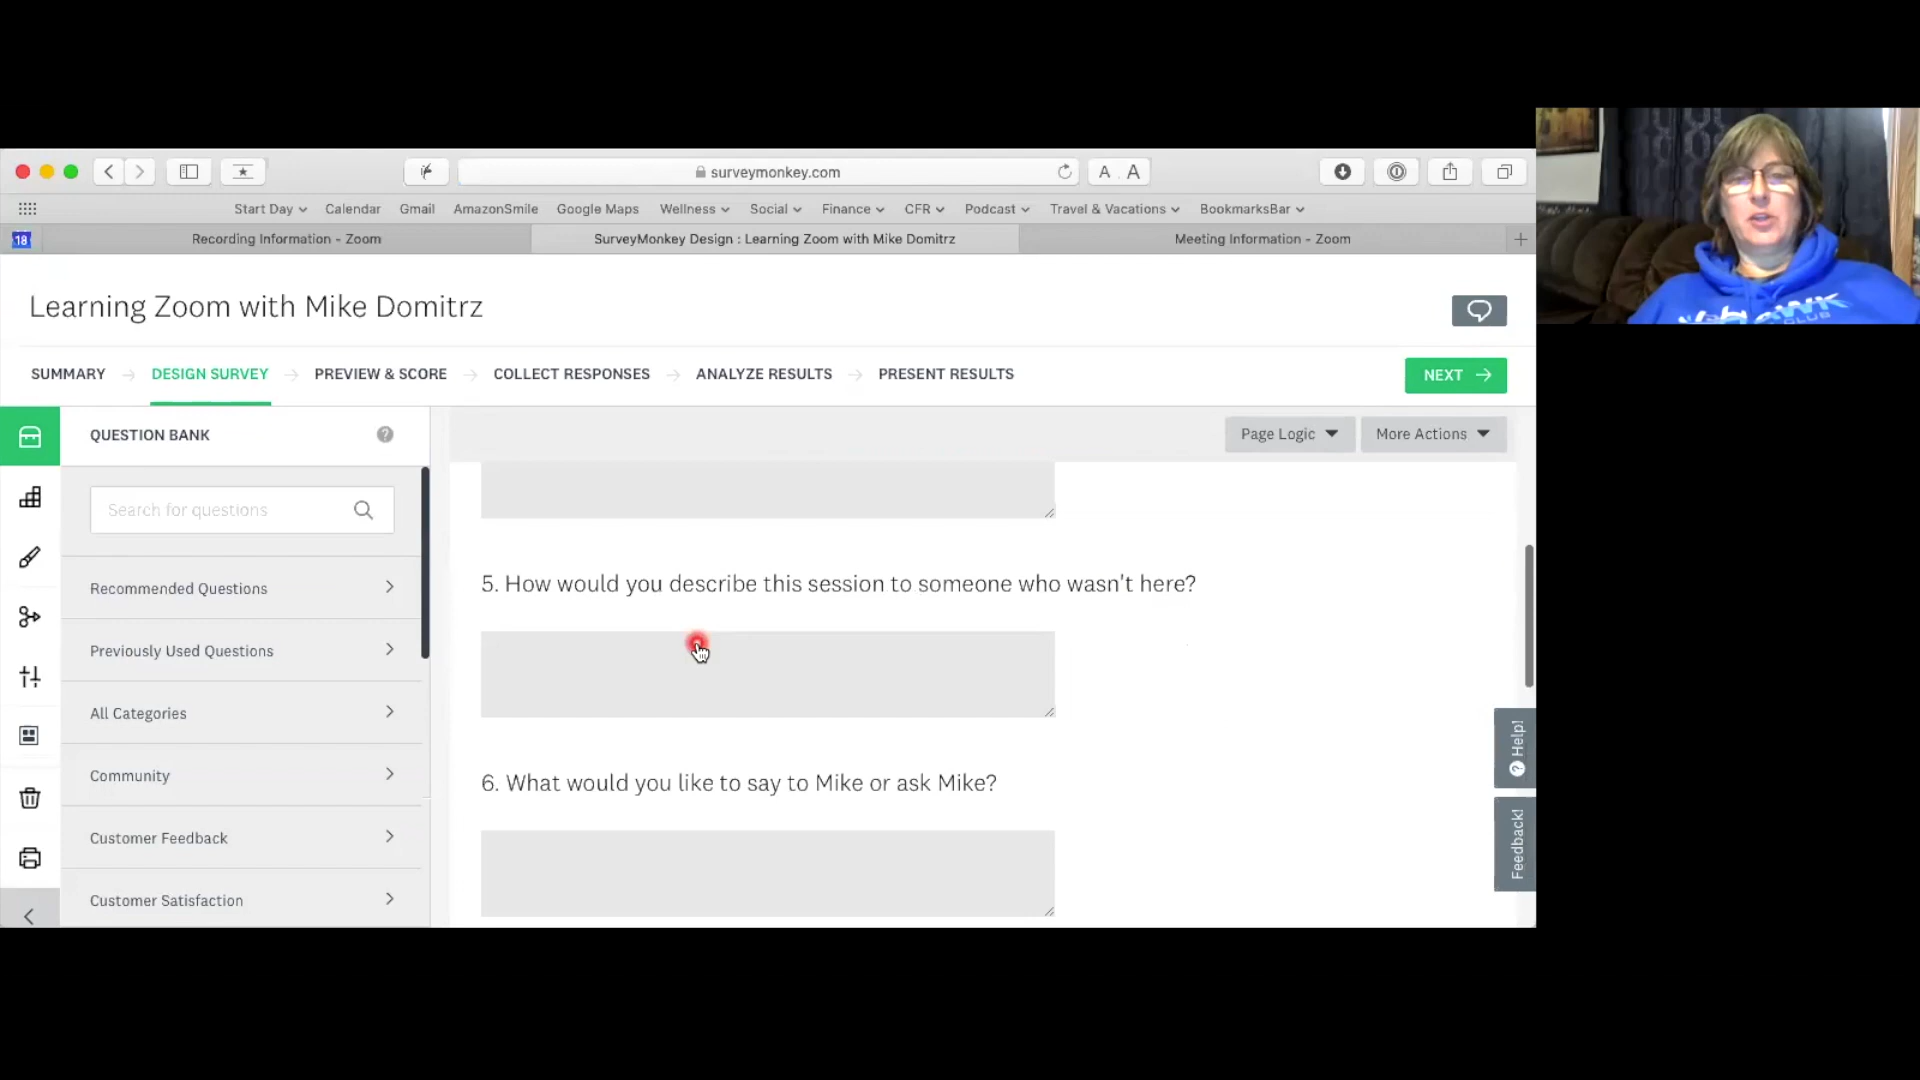 surveymonkey.com
A A
Start Day Calendar Gmail AmazonSmile Google Maps Wellness Social Finance CFR Podcast Travel & Vacations BookmarksBar
18 Recording Information - Zoom SurveyMonkey Design : Learning Zoom with Mike Domitrz Meeting Information - Zoom
Learning Zoom with Mike Domitrz
SUMMARY DESIGN SURVEY PREVIEW & SCORE COLLECT RESPONSES ANALYZE RESULTS PRESENT RESULTS NEXT
QUESTION BANK
Page Logic More Actions
Search for questions
Recommended Questions
Previously Used Questions
All Categories
Community
Customer Feedback
Customer Satisfaction
5. How would you describe this session to someone who wasn't here?
6. What would you like to say to Mike or ask Mike?
Help!
Feedback!
CLUB